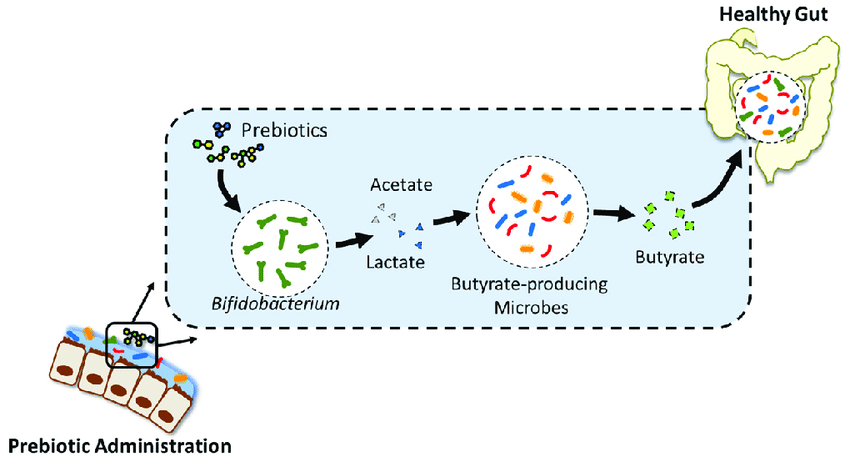 Healthy Gut
Prebiotics
Acetate
Lactate
Bifidobacterium
Butyrate-producing
Microbes
Butyrate
Prebiotic Administration